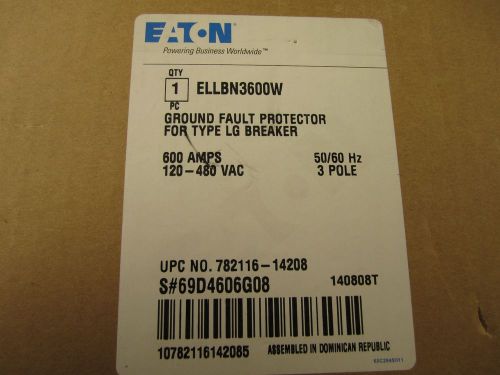 EATON
Powering Business Worldwide™
QTY
1 ELLBN3600W
PC
GROUND FAULT PROTECTOR
FOR TYPE LG BREAKER
600 AMPS 50/60 Hz
120-480 VAC 3 POLE
UPC NO. 782116-14208
S#69D4606G08 140808T
10782116142085 ASSEMBLED IN DOMINICAN REPUBLIC